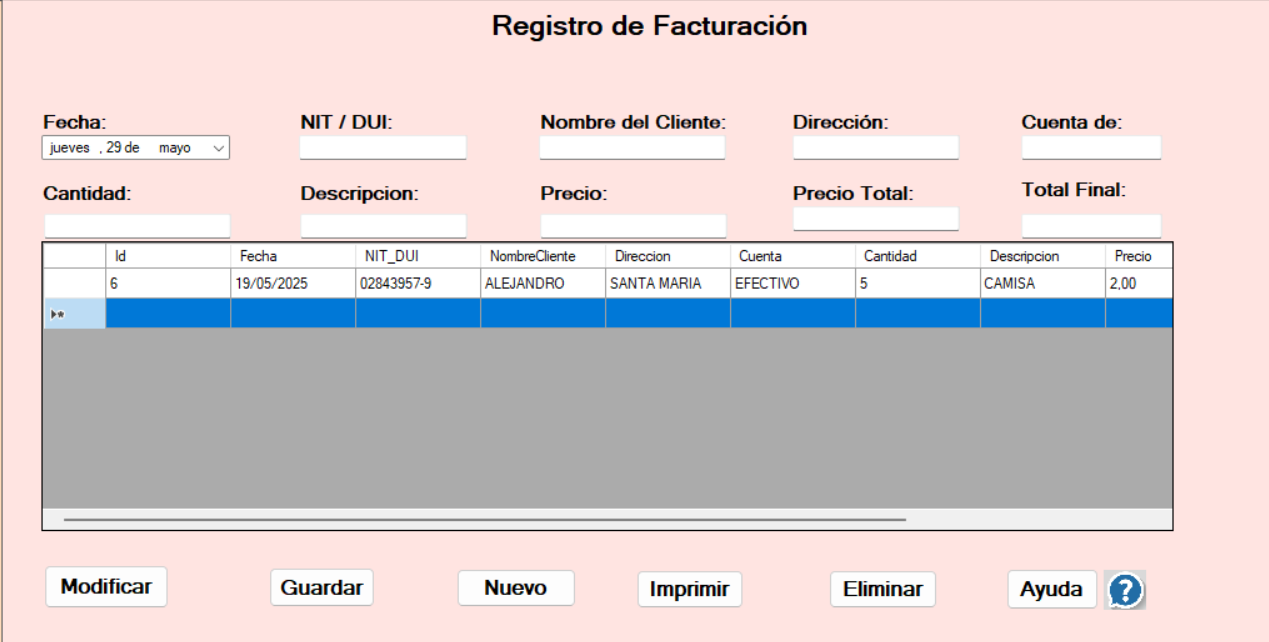 Registro de Facturación
Fecha: NIT / DUI: Nombre del Cliente: Dirección: Cuenta de:
jueves , 29 de mayo
Cantidad: Descripcion: Precio: Precio Total: Total Final:
Id Fecha NIT_DUI NombreCliente Direccion Cuenta Cantidad Descripcion Precio
6 19/05/2025 02843957-9 ALEJANDRO SANTA MARIA EFECTIVO 5 CAMISA 2,00
Modificar Guardar Nuevo Imprimir Eliminar Ayuda ?